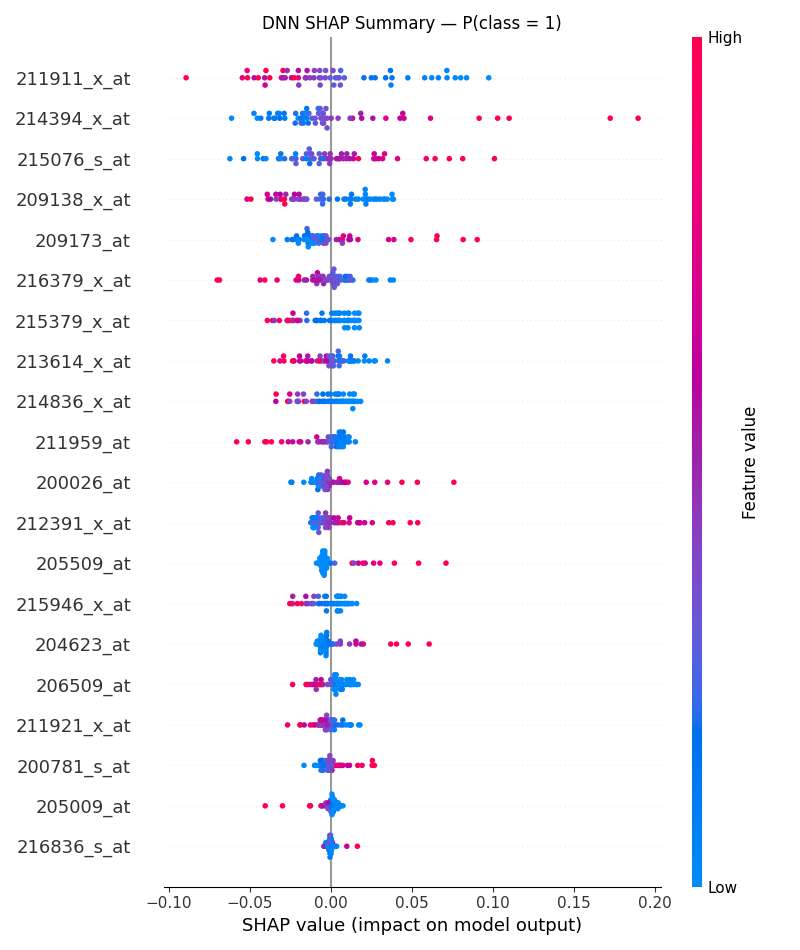 DNN SHAP Summary — P(class = 1)
High
211911_x_at
214394_x_at
215076_s_at
209138_x_at
209173_at
216379_x_at
215379_x_at
213614_x_at
214836_x_at
211959_at
200026_at
212391_x_at
205509_at
215946_x_at
204623_at
206509_at
211921_x_at
200781_s_at
205009_at
216836_s_at
Feature value
Low
−0.10 −0.05 0.00 0.05 0.10 0.15 0.20
SHAP value (impact on model output)